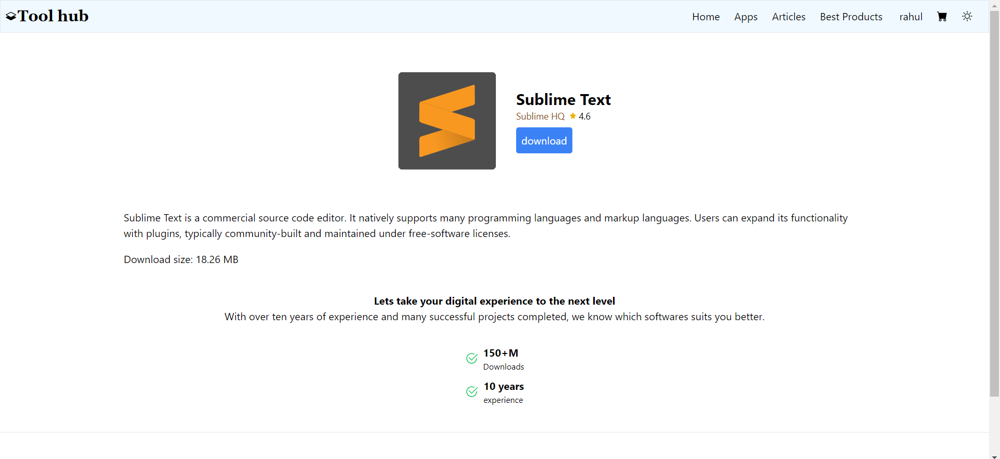 Tool hub
Home Apps Articles Best Products rahul
Sublime Text
Sublime HQ 4.6
download
Sublime Text is a commercial source code editor. It natively supports many programming languages and markup languages. Users can expand its functionality
with plugins, typically community-built and maintained under free-software licenses.
Download size: 18.26 MB
Lets take your digital experience to the next level
With over ten years of experience and many successful projects completed, we know which softwares suits you better.
150+M
Downloads
10 years
experience